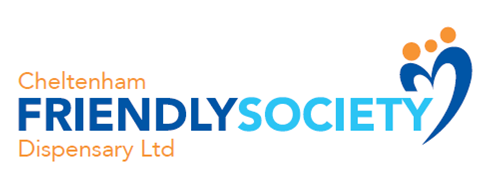 Cheltenham
FRIENDLYSOCIETY
Dispensary Ltd